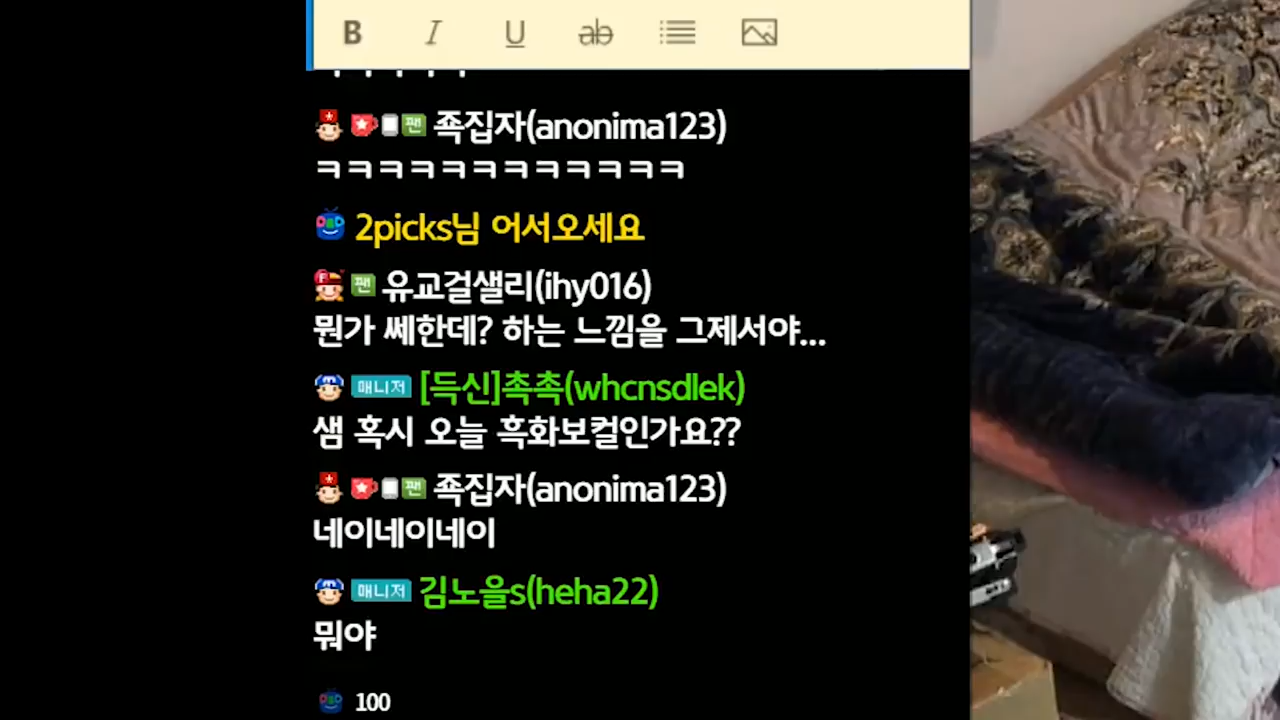 B I U ab
팬 죡집자(anonima123)
ㅋㅋㅋㅋㅋㅋㅋㅋㅋㅋㅋㅋ
2picks님 어서오세요
팬 유교걸샐리(ihy016)
뭔가 쎄한데? 하는 느낌을 그제서야...
매니저 [득신]촉촉(whcnsdlek)
샘 혹시 오늘 흑화보컬인가요??
팬 죡집자(anonima123)
네이네이네이
매니저 김노을s(heha22)
뭐야
100